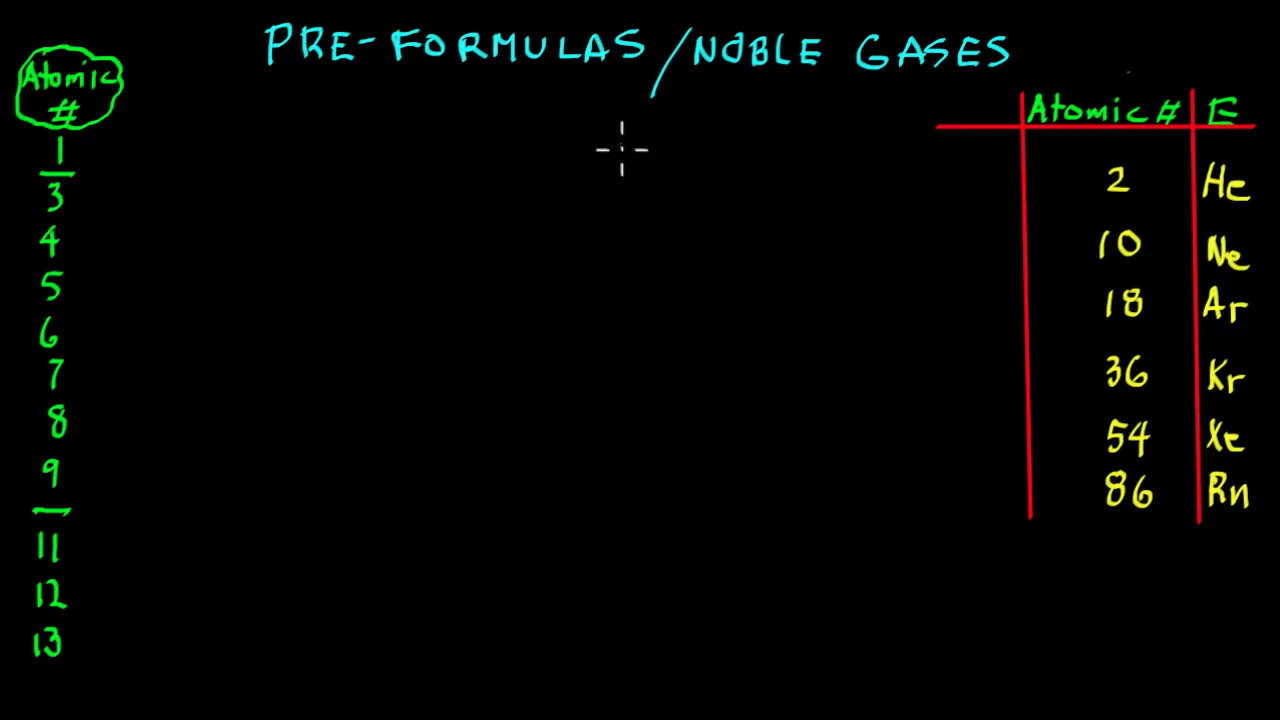 PRE-FORMULAS/NOBLE GASES
Atomic
#
1
3
4
5
6
7
8
9
11
12
13
Atomic # E
2 He
10 Ne
18 Ar
36 Kr
54 Xe
86 Rn